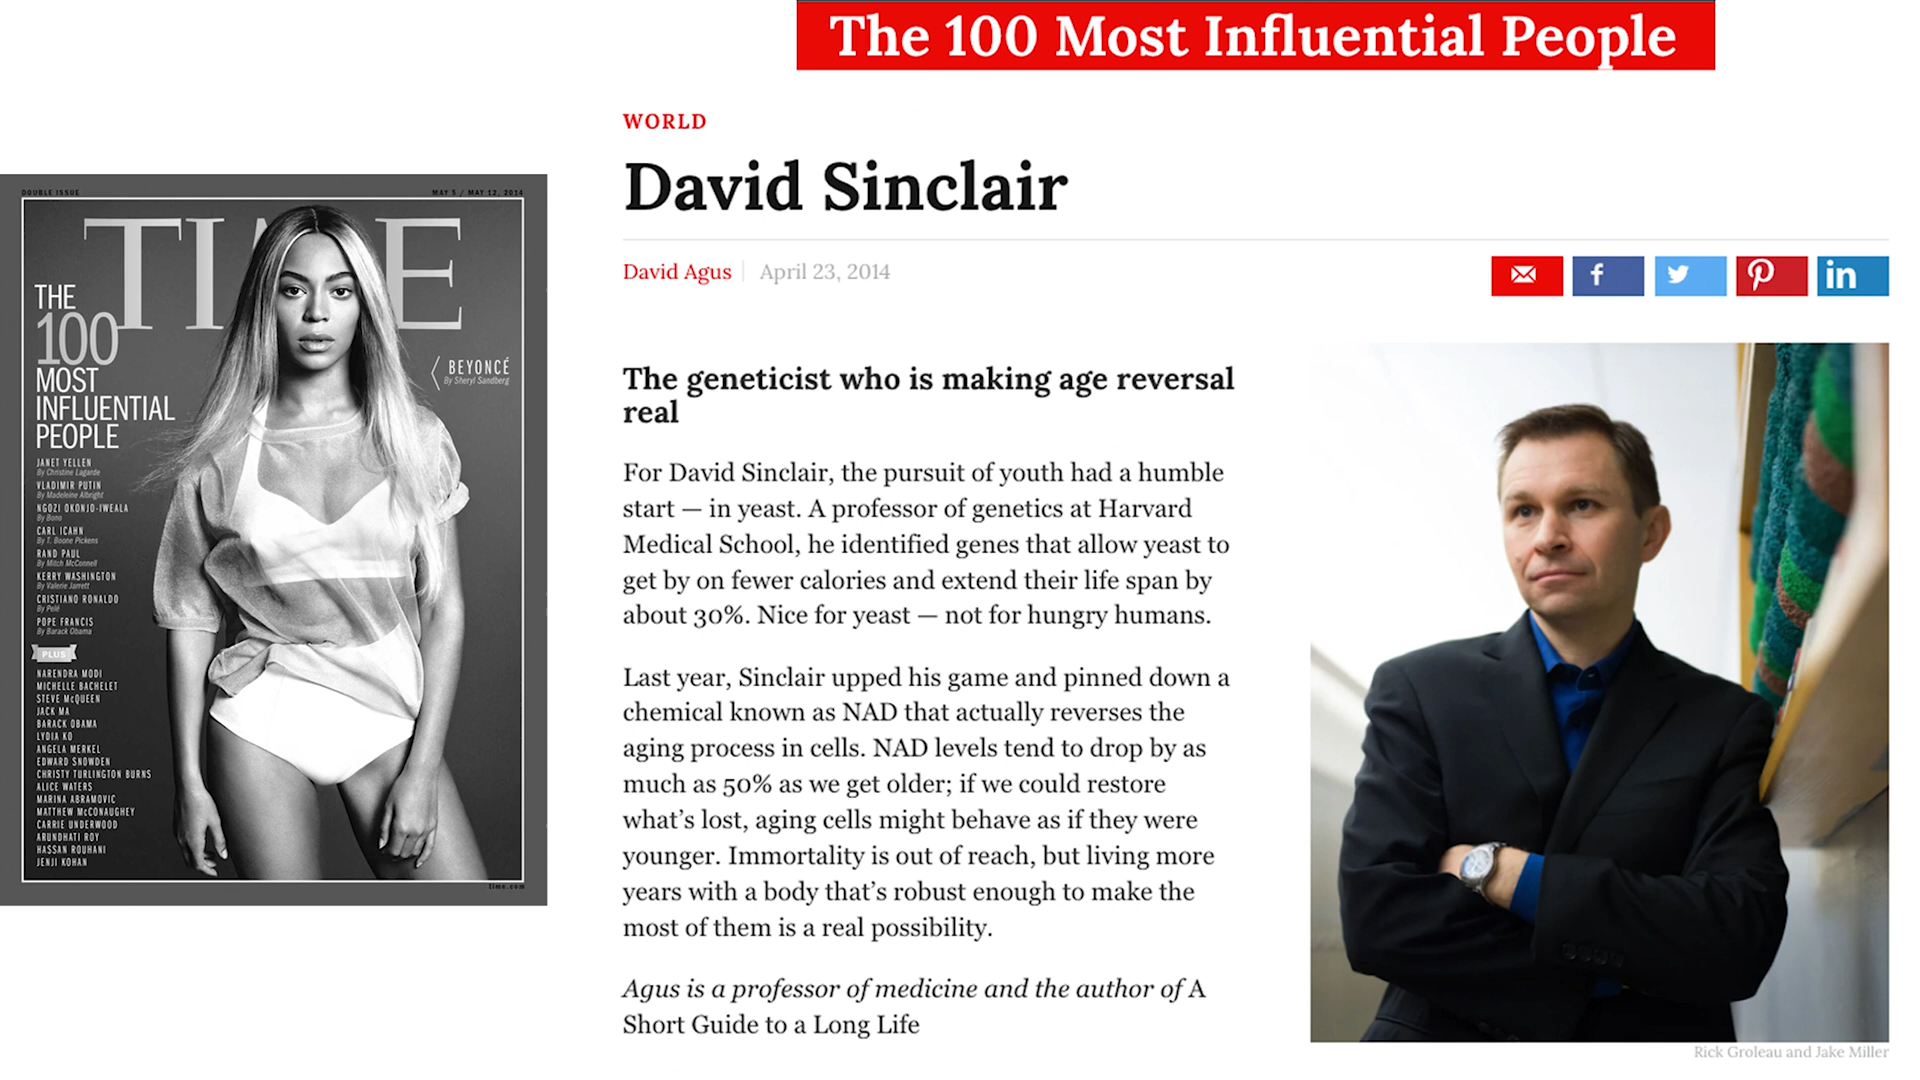 The 100 Most Influential People
WORLD
David Sinclair
David Agus
April 23, 2014
The geneticist who is making age reversal
real
For David Sinclair, the pursuit of youth had a humble
start — in yeast. A professor of genetics at Harvard
Medical School, he identified genes that allow yeast to
get by on fewer calories and extend their life span by
about 30%. Nice for yeast — not for hungry humans.
Last year, Sinclair upped his game and pinned down a
chemical known as NAD that actually reverses the
aging process in cells. NAD levels tend to drop by as
much as 50% as we get older; if we could restore
what’s lost, aging cells might behave as if they were
younger. Immortality is out of reach, but living more
years with a body that’s robust enough to make the
most of them is a real possibility.
Agus is a professor of medicine and the author of A
Short Guide to a Long Life
Rick Groleau and Jake Miller
DOUBLE ISSUE
MAY 5 / MAY 12, 2014
TIME
THE
100
MOST
INFLUENTIAL
PEOPLE
BEYONCÉ
By Sheryl Sandberg
JANET YELLEN
By Christine Lagarde
VLADIMIR PUTIN
By Madeleine Albright
NGOZI OKONJO-IWEALA
By Bono
CARL ICAHN
By T. Boone Pickens
RAND PAUL
By Mitch McConnell
KERRY WASHINGTON
By Valerie Jarrett
CRISTIANO RONALDO
By Pelé
POPE FRANCIS
By Barack Obama
PLUS
NARENDRA MODI
MICHELLE BACHELET
STEVE McQUEEN
JACK MA
BARACK OBAMA
LYDIA KO
ANGELA MERKEL
EDWARD SNOWDEN
CHRISTY TURLINGTON BURNS
ALICE WATERS
MARINA ABRAMOVIC
MATTHEW McCONAUGHEY
CARRIE UNDERWOOD
ARUNDHATI ROY
HASSAN ROUHANI
JENJI KOHAN
time.com